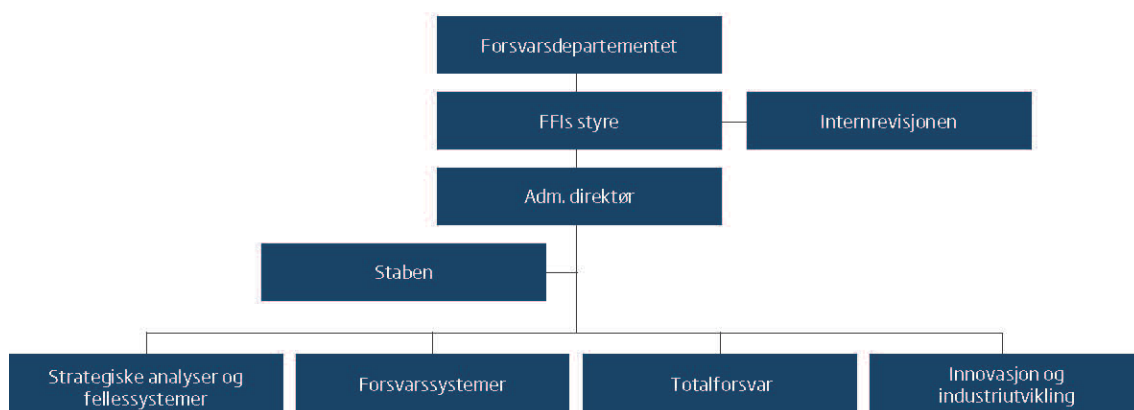 Forsvarsdepartementet
FFIs styre
Internrevisjonen
Adm. direktør
Staben
Strategiske analyser og
fellessystemer
Forsvarssystemer
Totalforsvar
Innovasjon og
industriutvikling